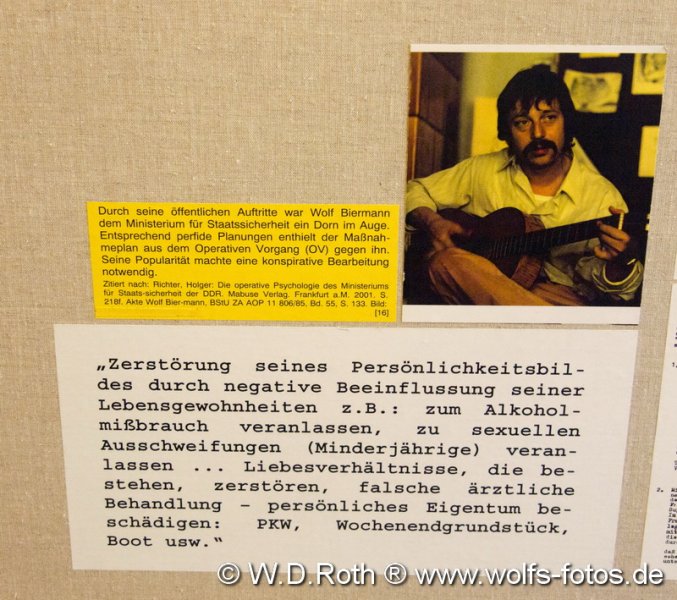 Durch seine öffentlichen Auftritte war Wolf Biermann
dem Ministerium für Staatssicherheit ein Dorn im Auge.
Entsprechend perfide Planungen enthielt der Maßnah-
meplan aus dem Operativen Vorgang (OV) gegen ihn.
Seine Popularität machte eine konspirative Bearbeitung
notwendig.
Zitiert nach: Richter, Holger: Die operative Psychologie des Ministeriums
für Staats-sicherheit der DDR. Mabuse Verlag. Frankfurt a.M. 2001. S.
218f. Akte Wolf Bier-mann, BStU ZA AOP 11 806/85, Bd. 55, S. 133. Bild:
[16]
„Zerstörung seines Persönlichkeitsbil-
des durch negative Beeinflussung seiner
Lebensgewohnheiten z.B.: zum Alkohol-
mißbrauch veranlassen, zu sexuellen
Ausschweifungen (Minderjährige) veran-
lassen ... Liebesverhältnisse, die be-
stehen, zerstören, falsche ärztliche
Behandlung – persönliches Eigentum be-
schädigen: PKW, Wochenendgrundstück,
Boot usw.“
2.
© W.D.Roth ® www.wolfs-fotos.de